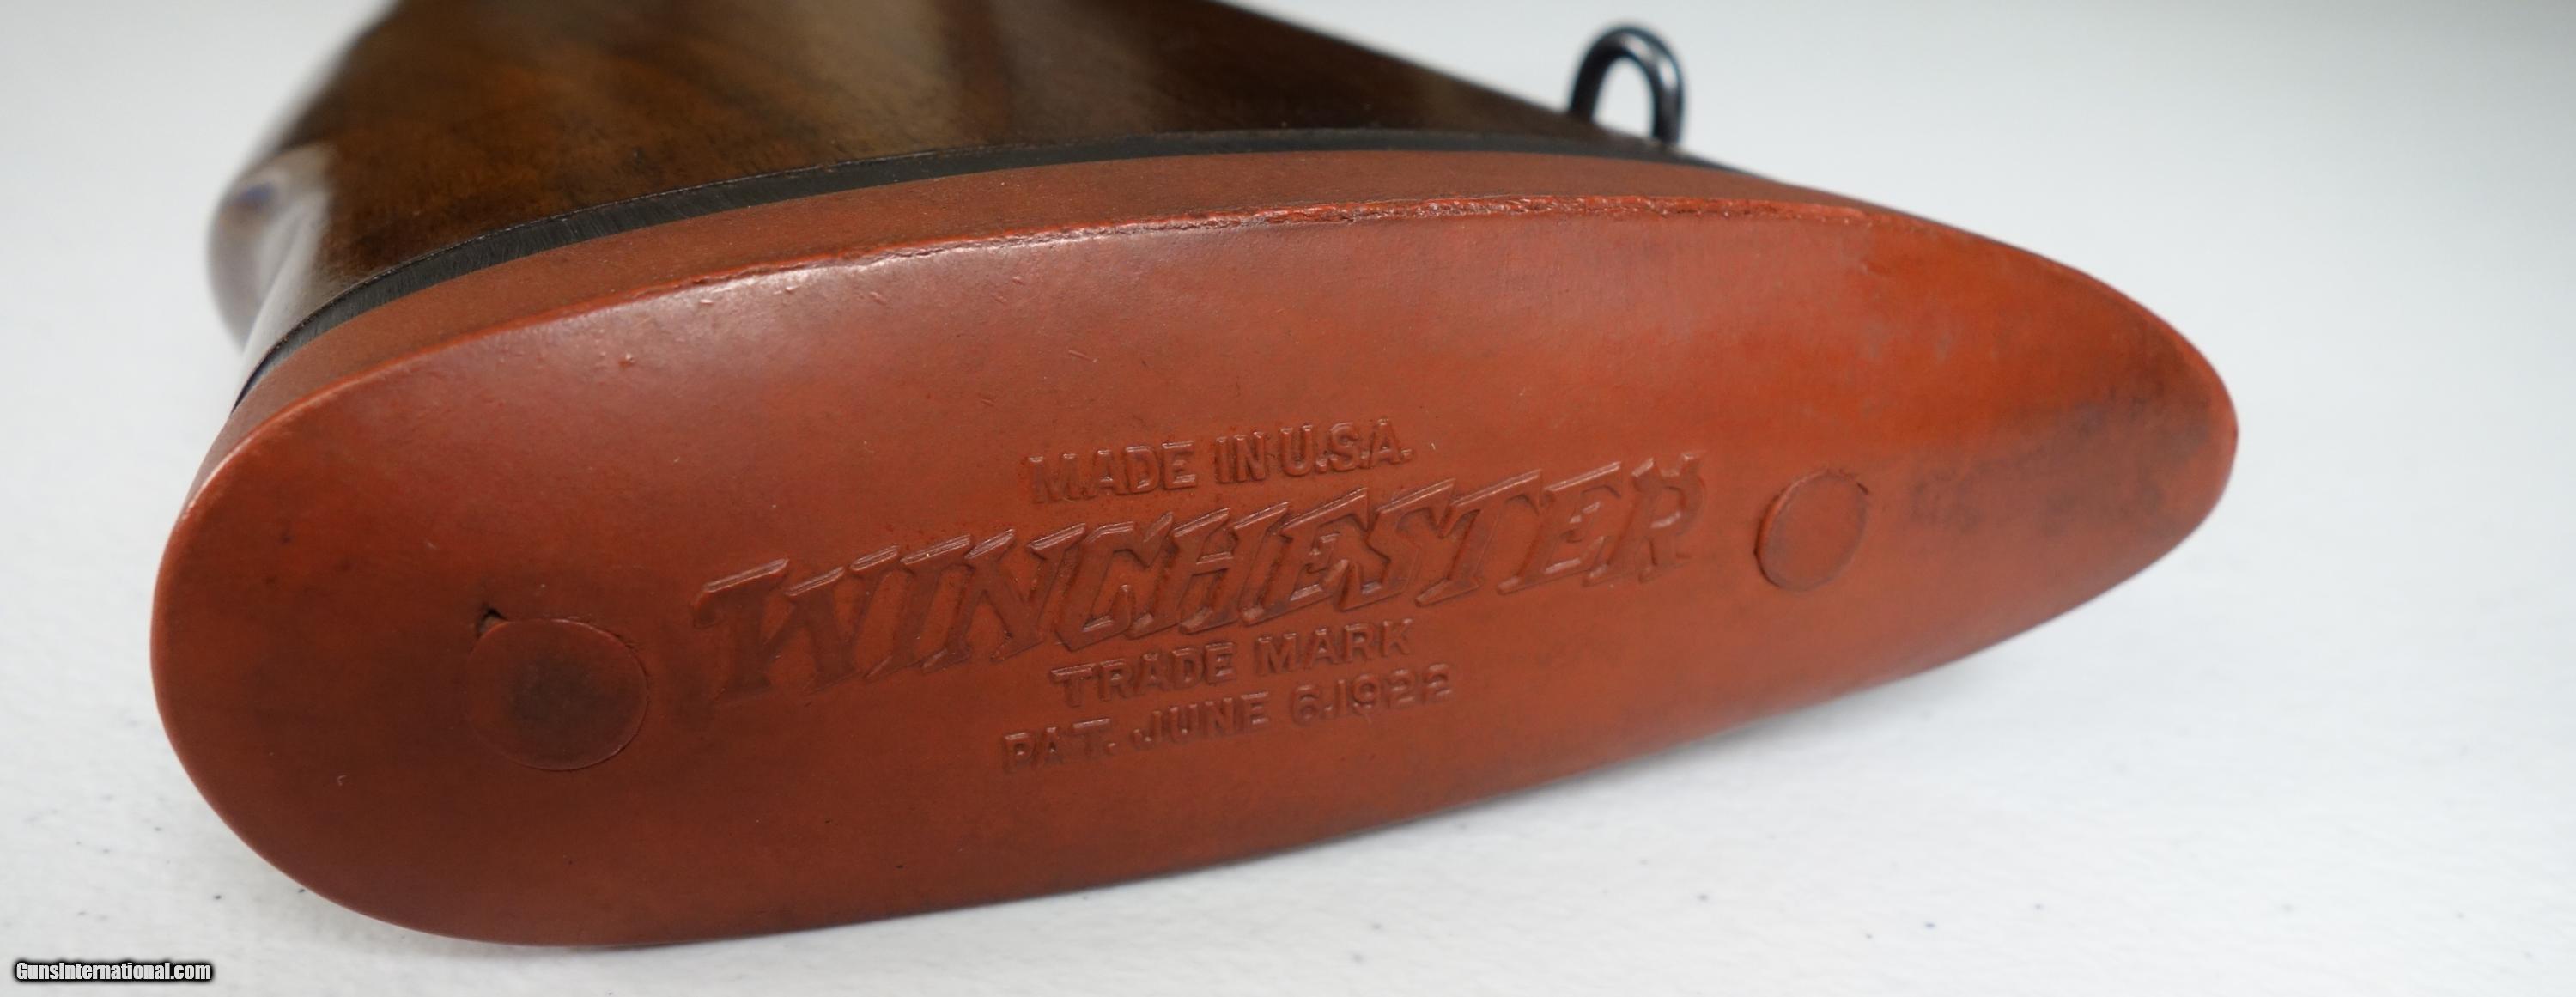 MADE IN U.S.A.
WINCHESTER
TRADE MARK
PAT. JUNE 6.1922
GunsInternational.com